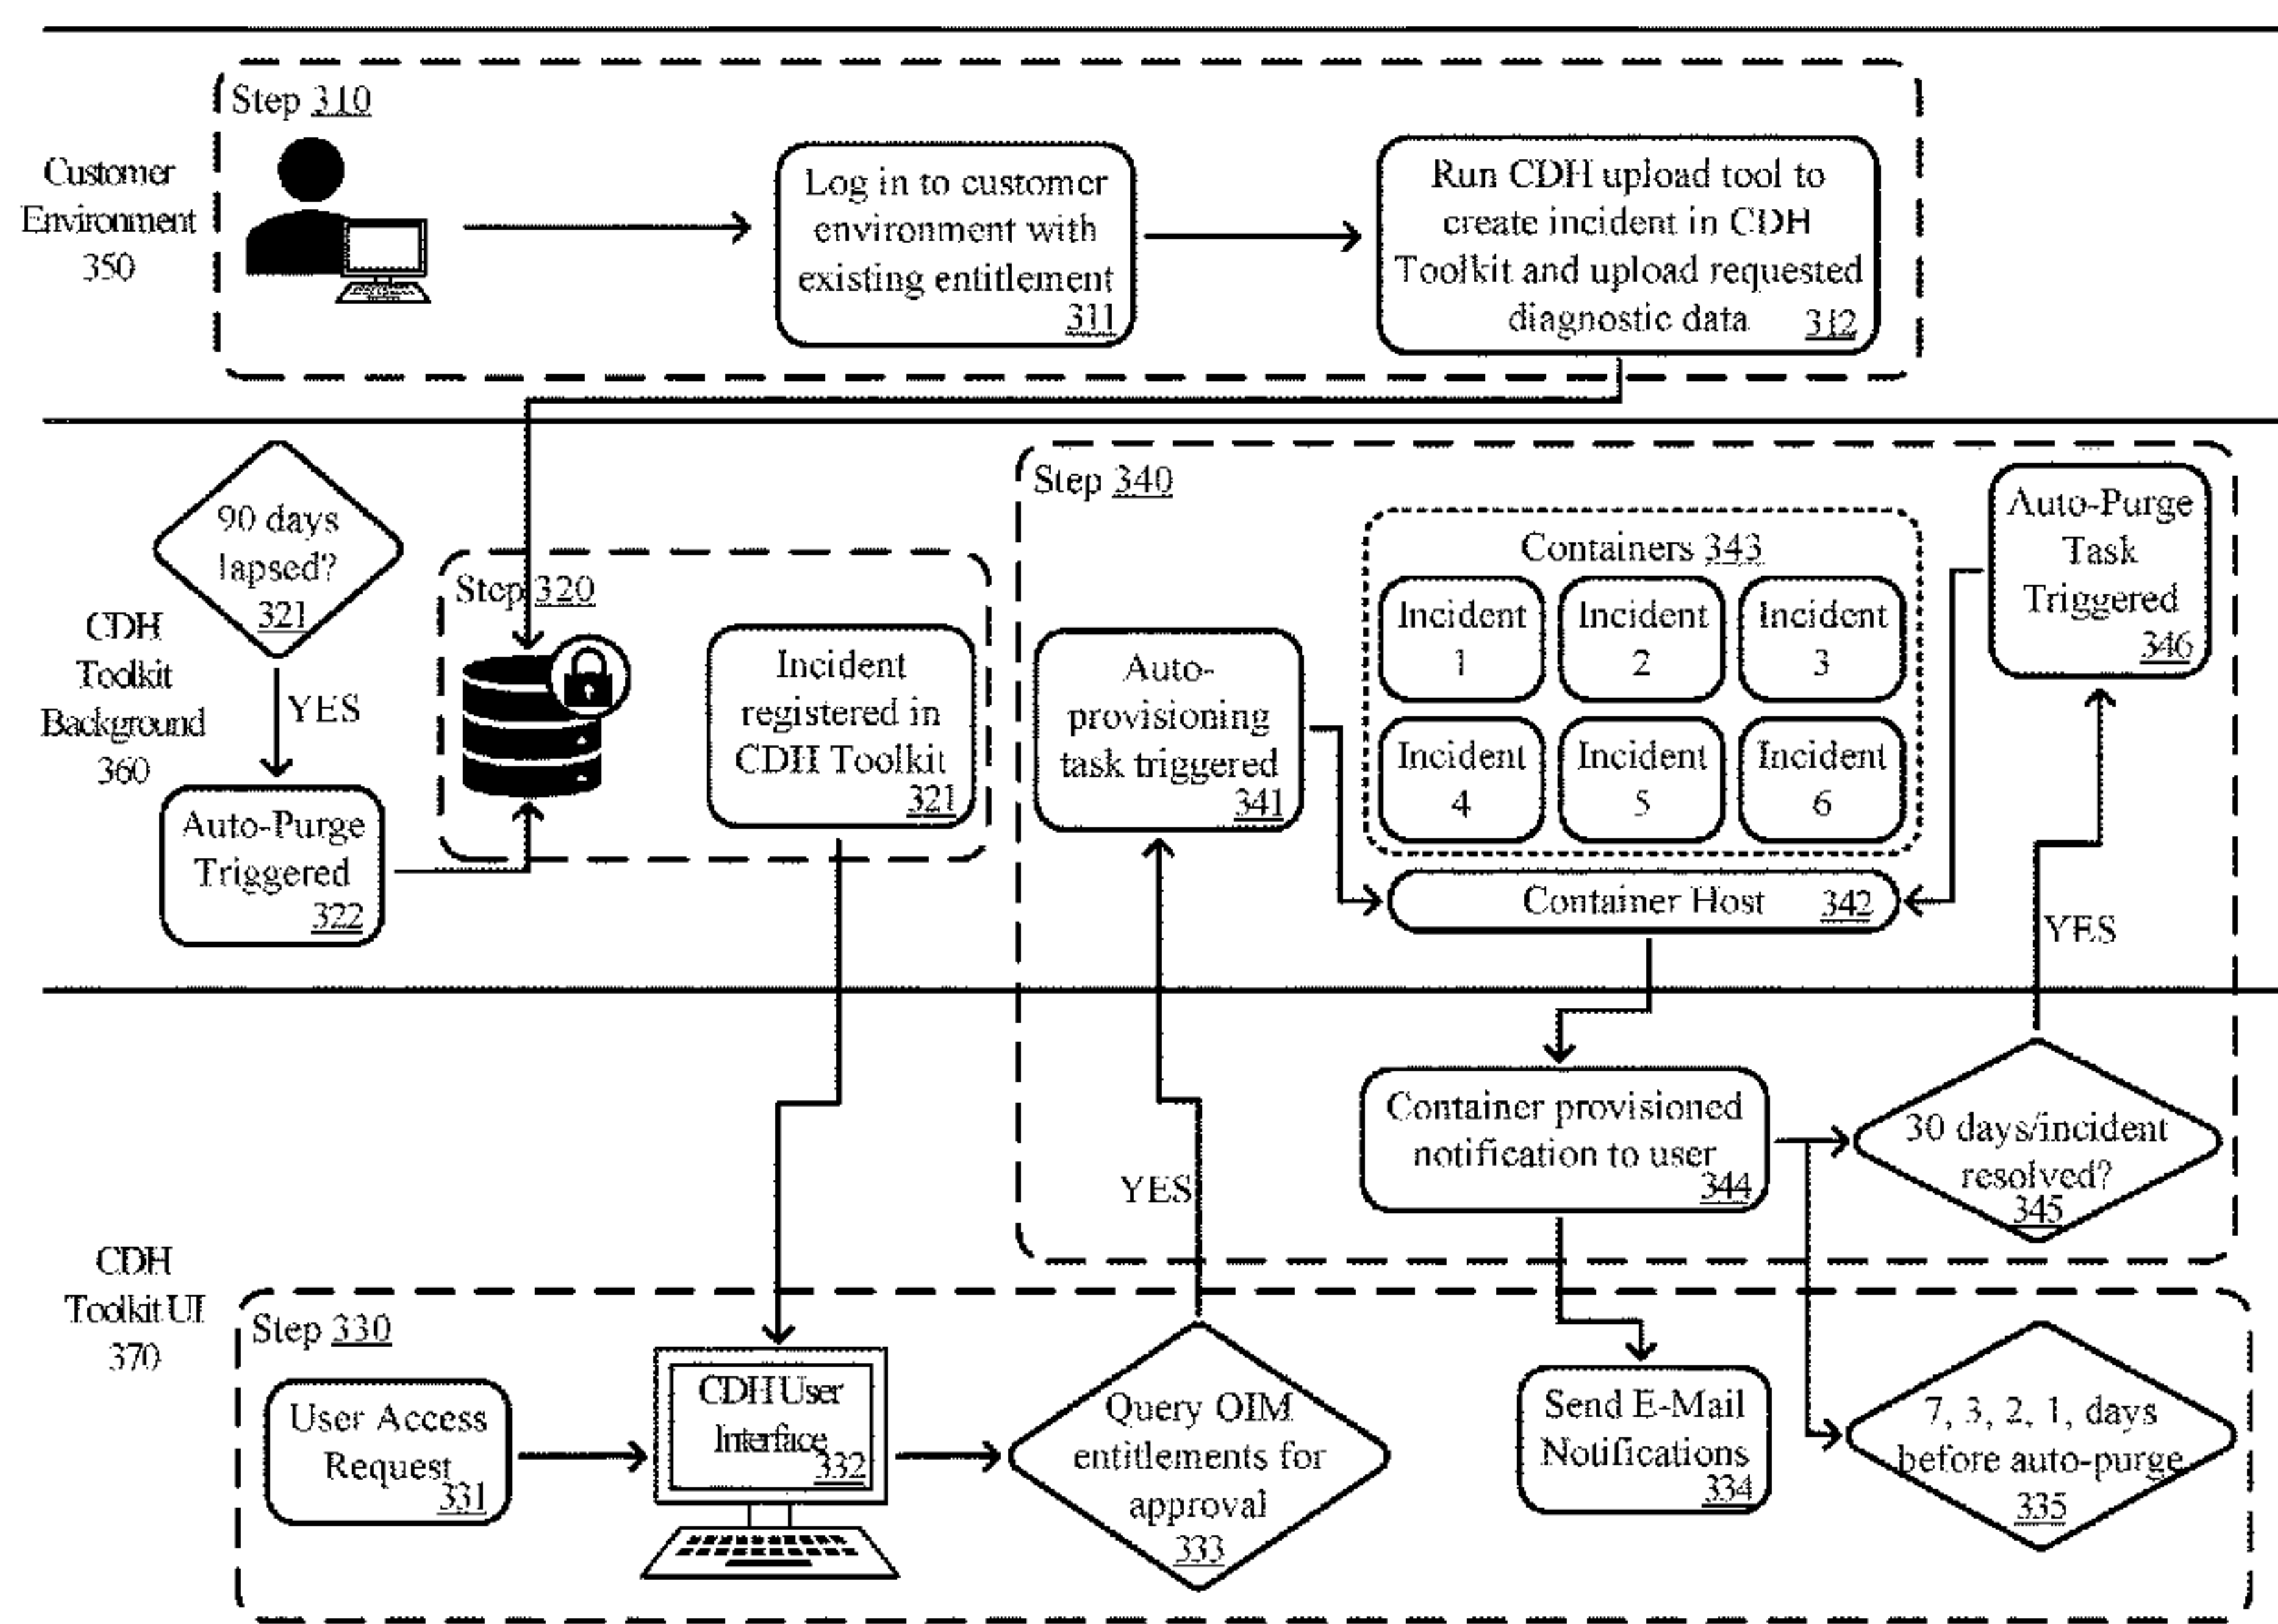 Step 310
Customer
Environment
350
Log in to customer
environment with
existing entitlement
311
Run CDH upload tool to
create incident in CDH
Toolkit and upload requested
diagnostic data
312
CDH
Toolkit
Background
360
90 days
lapsed?
321
YES
Auto-Purge
Triggered
322
Step 320
Incident
registered in
CDH Toolkit
321
Step 340
Auto-
provisioning
task triggered
341
Containers 343
Incident
1
Incident
2
Incident
3
Incident
4
Incident
5
Incident
6
Container Host 342
Auto-Purge
Task
Triggered
346
YES
Container provisioned
notification to user
344
30 days/incident
resolved?
345
YES
CDH
Toolkit UI
370
Step 330
User Access
Request
331
CDH User
Interface
332
Query OIM
entitlements for
approval
333
Send E-Mail
Notifications
334
7, 3, 2, 1, days
before auto-purge
335